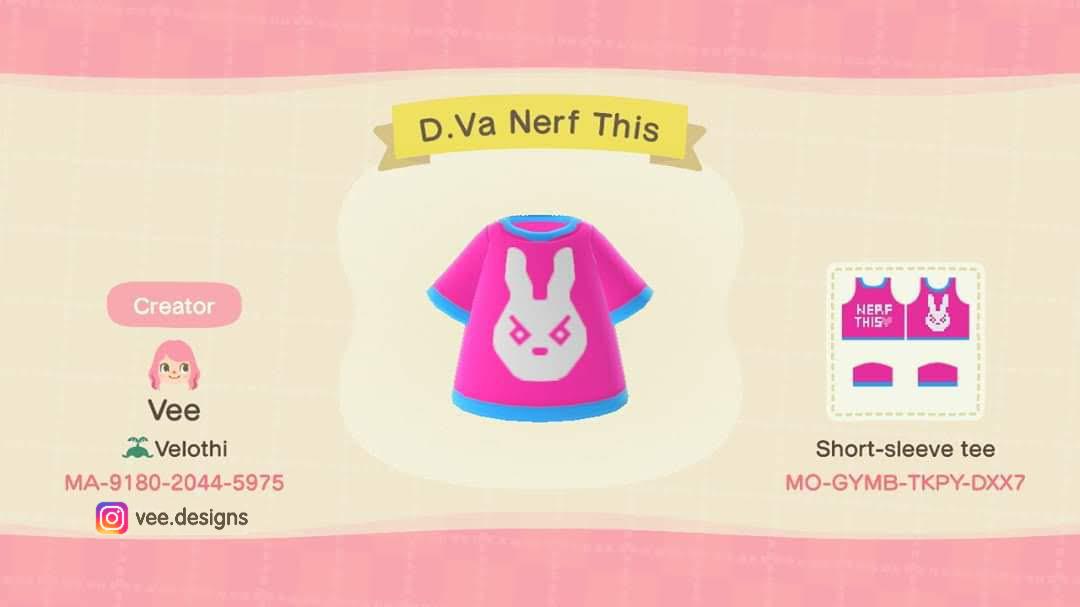 D.Va Nerf This
Creator
Vee
Velothi
MA-9180-2044-5975
vee.designs
NERF
THIS
Short-sleeve tee
MO-GYMB-TKPY-DXX7